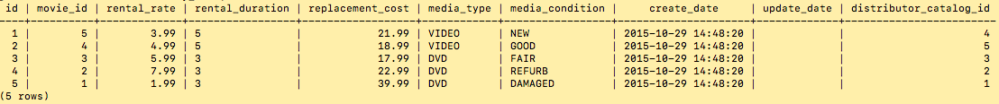 id | movie_id | rental_rate | rental_duration | replacement_cost | media_type | media_condition | create_date | update_date | distributor_catalog_id
1 | 5 | 3.99 | 5 | 21.99 | VIDEO | NEW | 2015-10-29 14:48:20 | | 4
2 | 4 | 4.99 | 5 | 18.99 | VIDEO | GOOD | 2015-10-29 14:48:20 | | 5
3 | 3 | 5.99 | 3 | 17.99 | DVD | FAIR | 2015-10-29 14:48:20 | | 3
4 | 2 | 7.99 | 3 | 22.99 | DVD | REFURB | 2015-10-29 14:48:20 | | 2
5 | 1 | 1.99 | 3 | 39.99 | DVD | DAMAGED | 2015-10-29 14:48:20 | | 1
(5 rows)